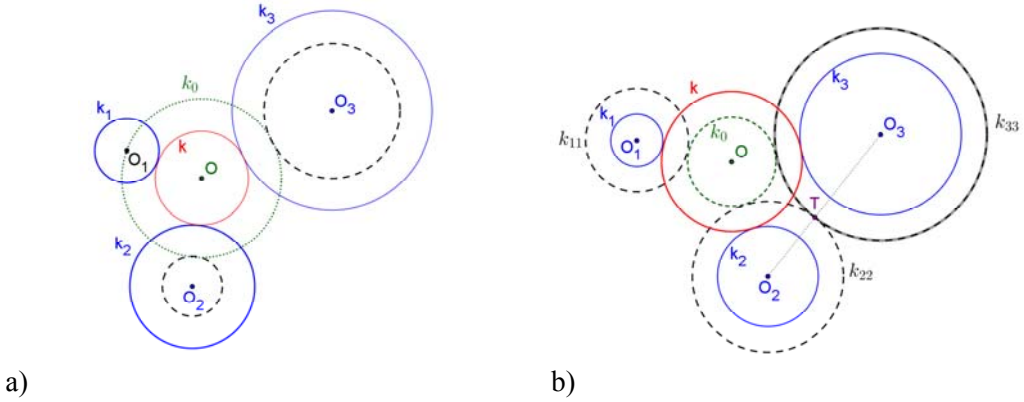 k₃
k₀
k₁
k
O₃
O₁
O
k₂
O₂
a)
k
k₃
k₁
k₀
k₃₃
k₁₁
O₁
O
O₃
T
k₂
k₂₂
O₂
b)